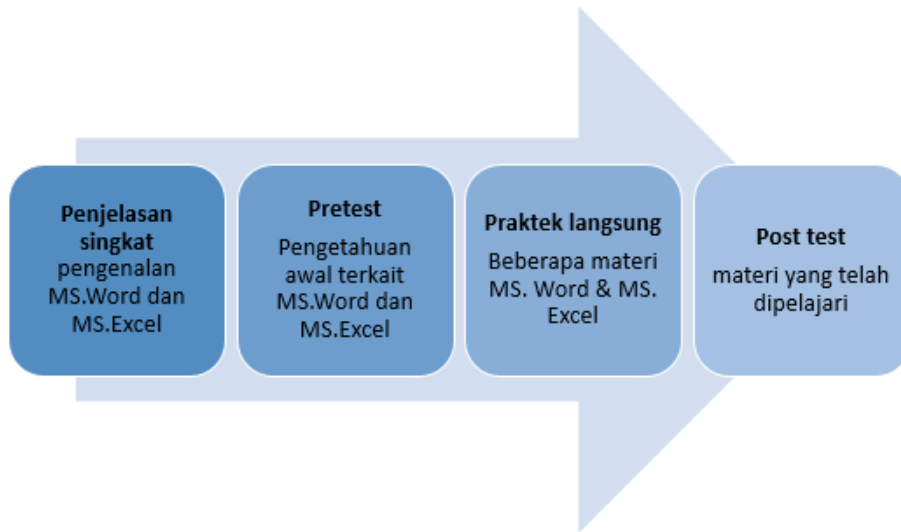 Penjelasan
singkat
pengenalan
MS.Word dan
MS.Excel
Pretest
Pengetahuan
awal terkait
MS.Word dan
MS.Excel
Praktek langsung
Beberapa materi
MS. Word & MS.
Excel
Post test
materi yang telah
dipelajari